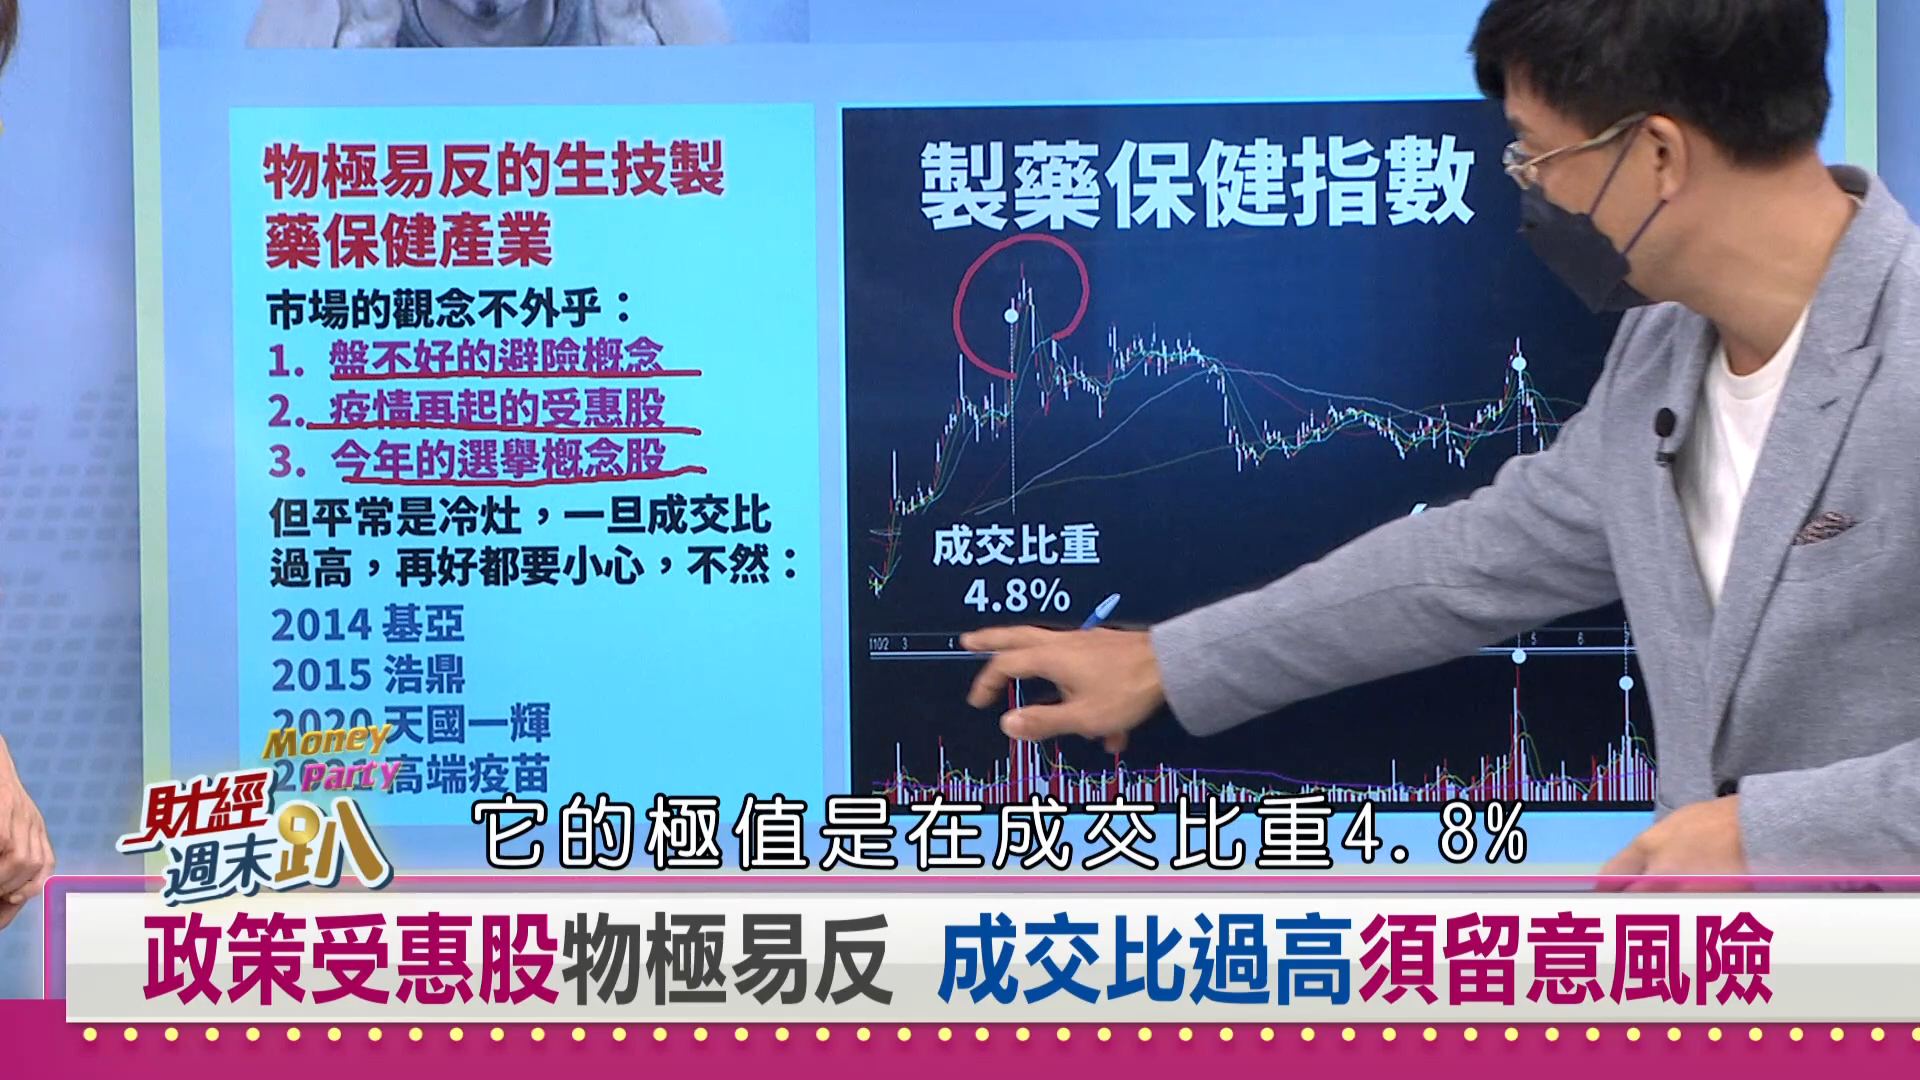 物極易反的生技製
藥保健產業
市場的觀念不外乎：
1. 盤不好的避險概念
2. 疫情再起的受惠股
3. 今年的選舉概念股
但平常是冷灶，一旦成交比
過高，再好都要小心，不然：
2014 基亞
2015 浩鼎
2020 天國一輝
2021 高端疫苗
製藥保健指數
成交比重
4.8%
110/2 3 4
5 6
Money Party
財經
週末趴
它的極值是在成交比重4.8%
政策受惠股物極易反 成交比過高須留意風險